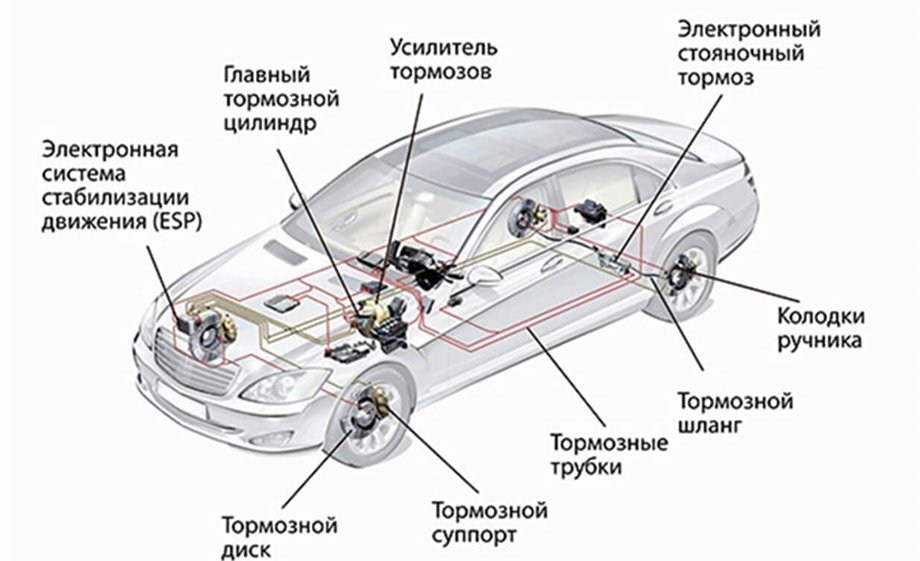 Электронный
стояночный
тормоз
Усилитель
тормозов
Главный
тормозной
цилиндр
Электронная
система
стабилизации
движения (ESP)
Колодки
ручника
Тормозной
шланг
Тормозные
трубки
Тормозной
суппорт
Тормозной
диск